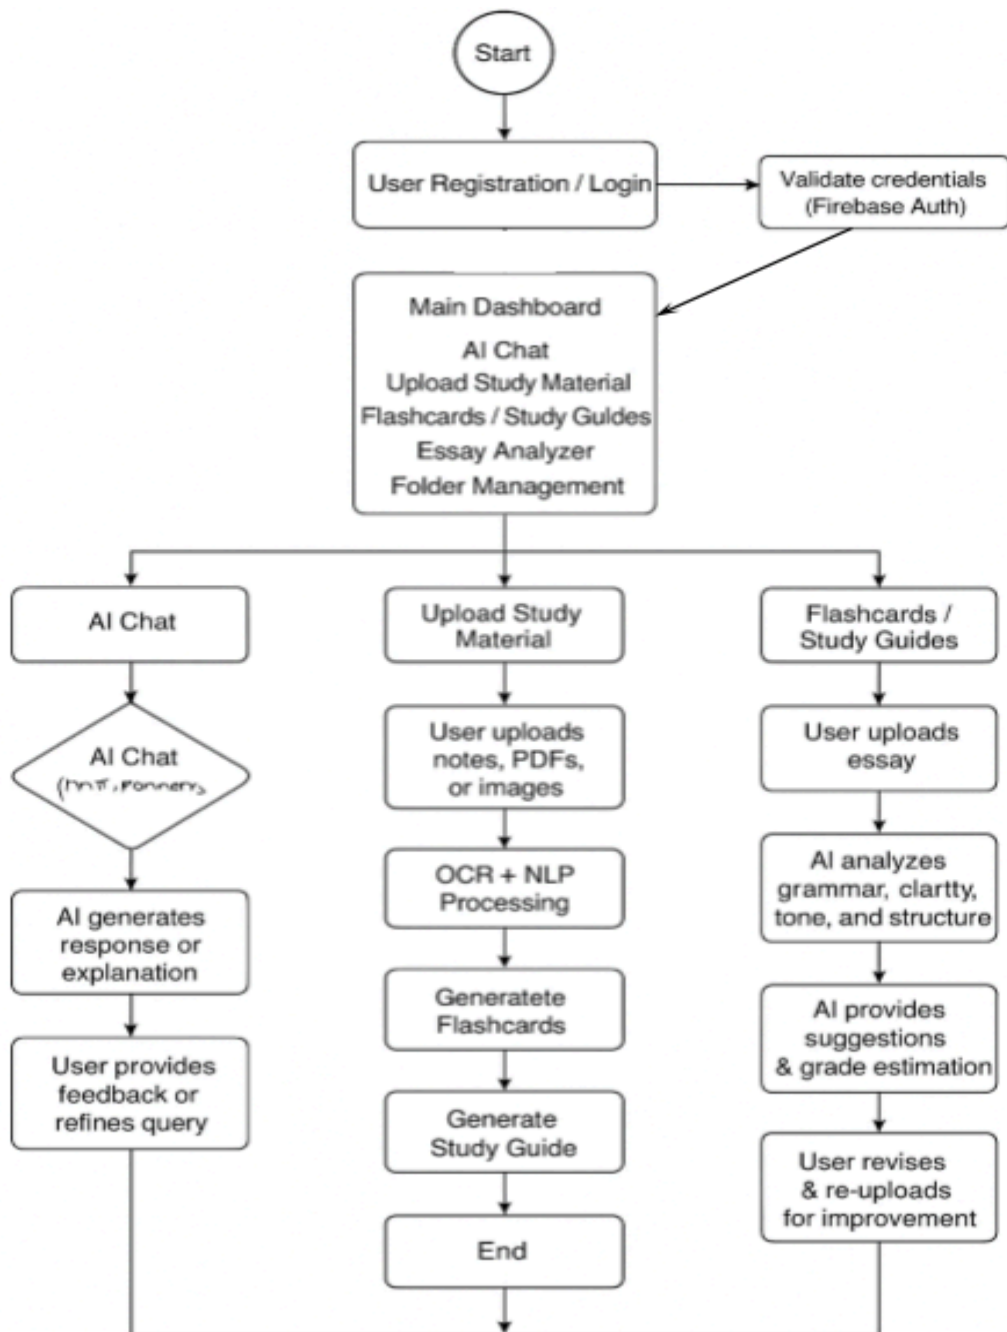 Start
User Registration / Login
Validate credentials
(Firebase Auth)
Main Dashboard
AI Chat
Upload Study Material
Flashcards / Study Guldes
Essay Analyzer
Folder Management
AI Chat
AI Chat
AI generates
response or
explanation
User provides
feedback or
refines query
Upload Study
Material
User uploads
notes, PDFs,
or images
OCR + NLP
Processing
Generatete
Flashcards
Generate
Study Guide
End
Flashcards /
Study Guides
User uploads
essay
AI analyzes
grammar, clartty,
tone, and structure
AI provides
suggestions
& grade estimation
User revises
& re-uploads
for improvement